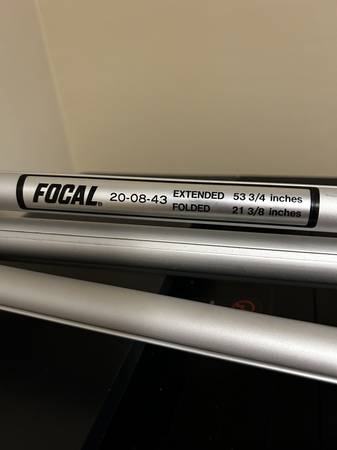 FOCAL® 20-08-43 EXTENDED 53 3/4 inches
FOLDED 21 3/8 inches